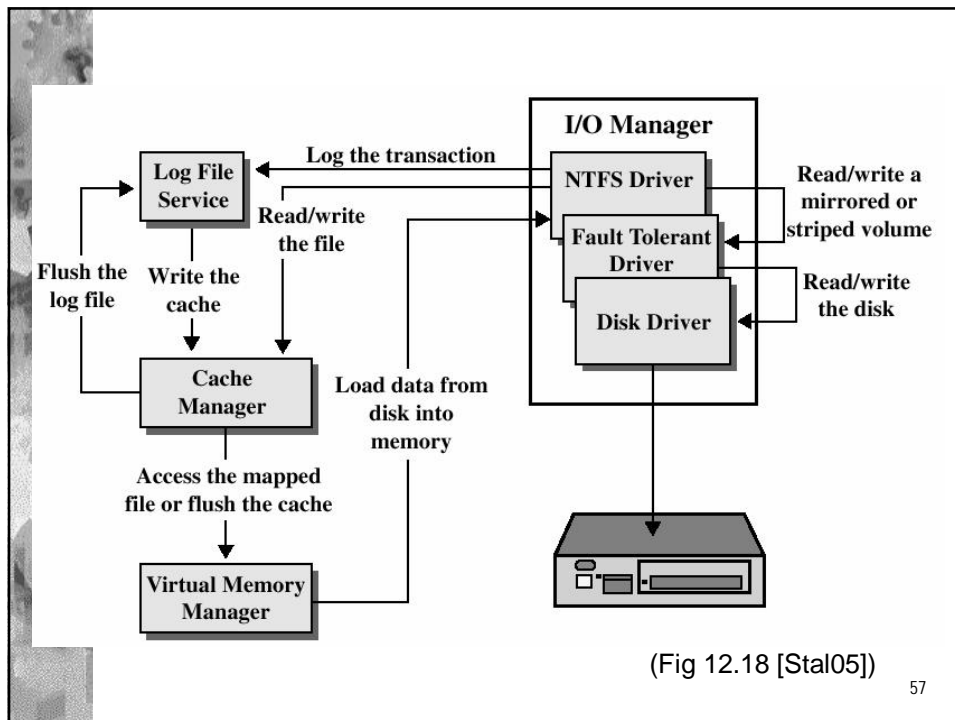 I/O Manager
Log the transaction
Log File
Service
NTFS Driver
Read/write a
mirrored or
striped volume
Read/write
the file
Fault Tolerant
Driver
Flush the
log file
Write the
cache
Read/write
the disk
Disk Driver
Cache
Manager
Load data from
disk into
memory
Access the mapped
file or flush the cache
Virtual Memory
Manager
(Fig 12.18 [Stal05])
57